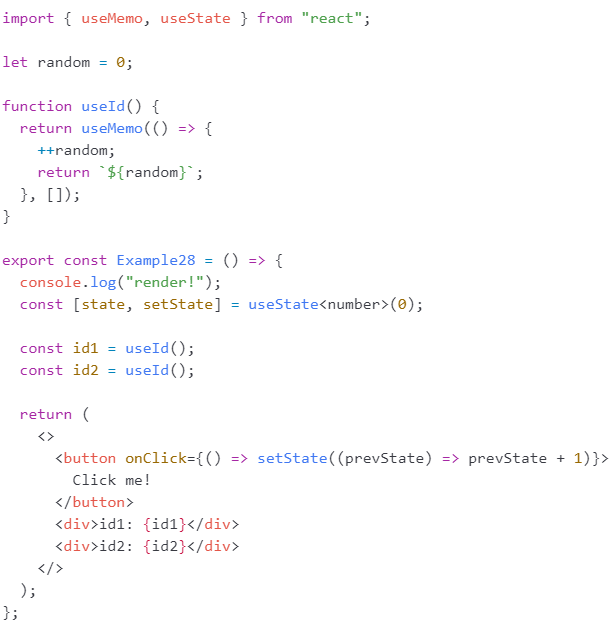 import { useMemo, useState } from "react";

let random = 0;

function useId() {
  return useMemo(() => {
    ++random;
    return `${random}`;
  }, []);
}

export const Example28 = () => {
  console.log("render!");
  const [state, setState] = useState<number>(0);

  const id1 = useId();
  const id2 = useId();

  return (
    <>
      <button onClick={() => setState((prevState) => prevState + 1)}>
        Click me!
      </button>
      <div>id1: {id1}</div>
      <div>id2: {id2}</div>
    </>
  );
};